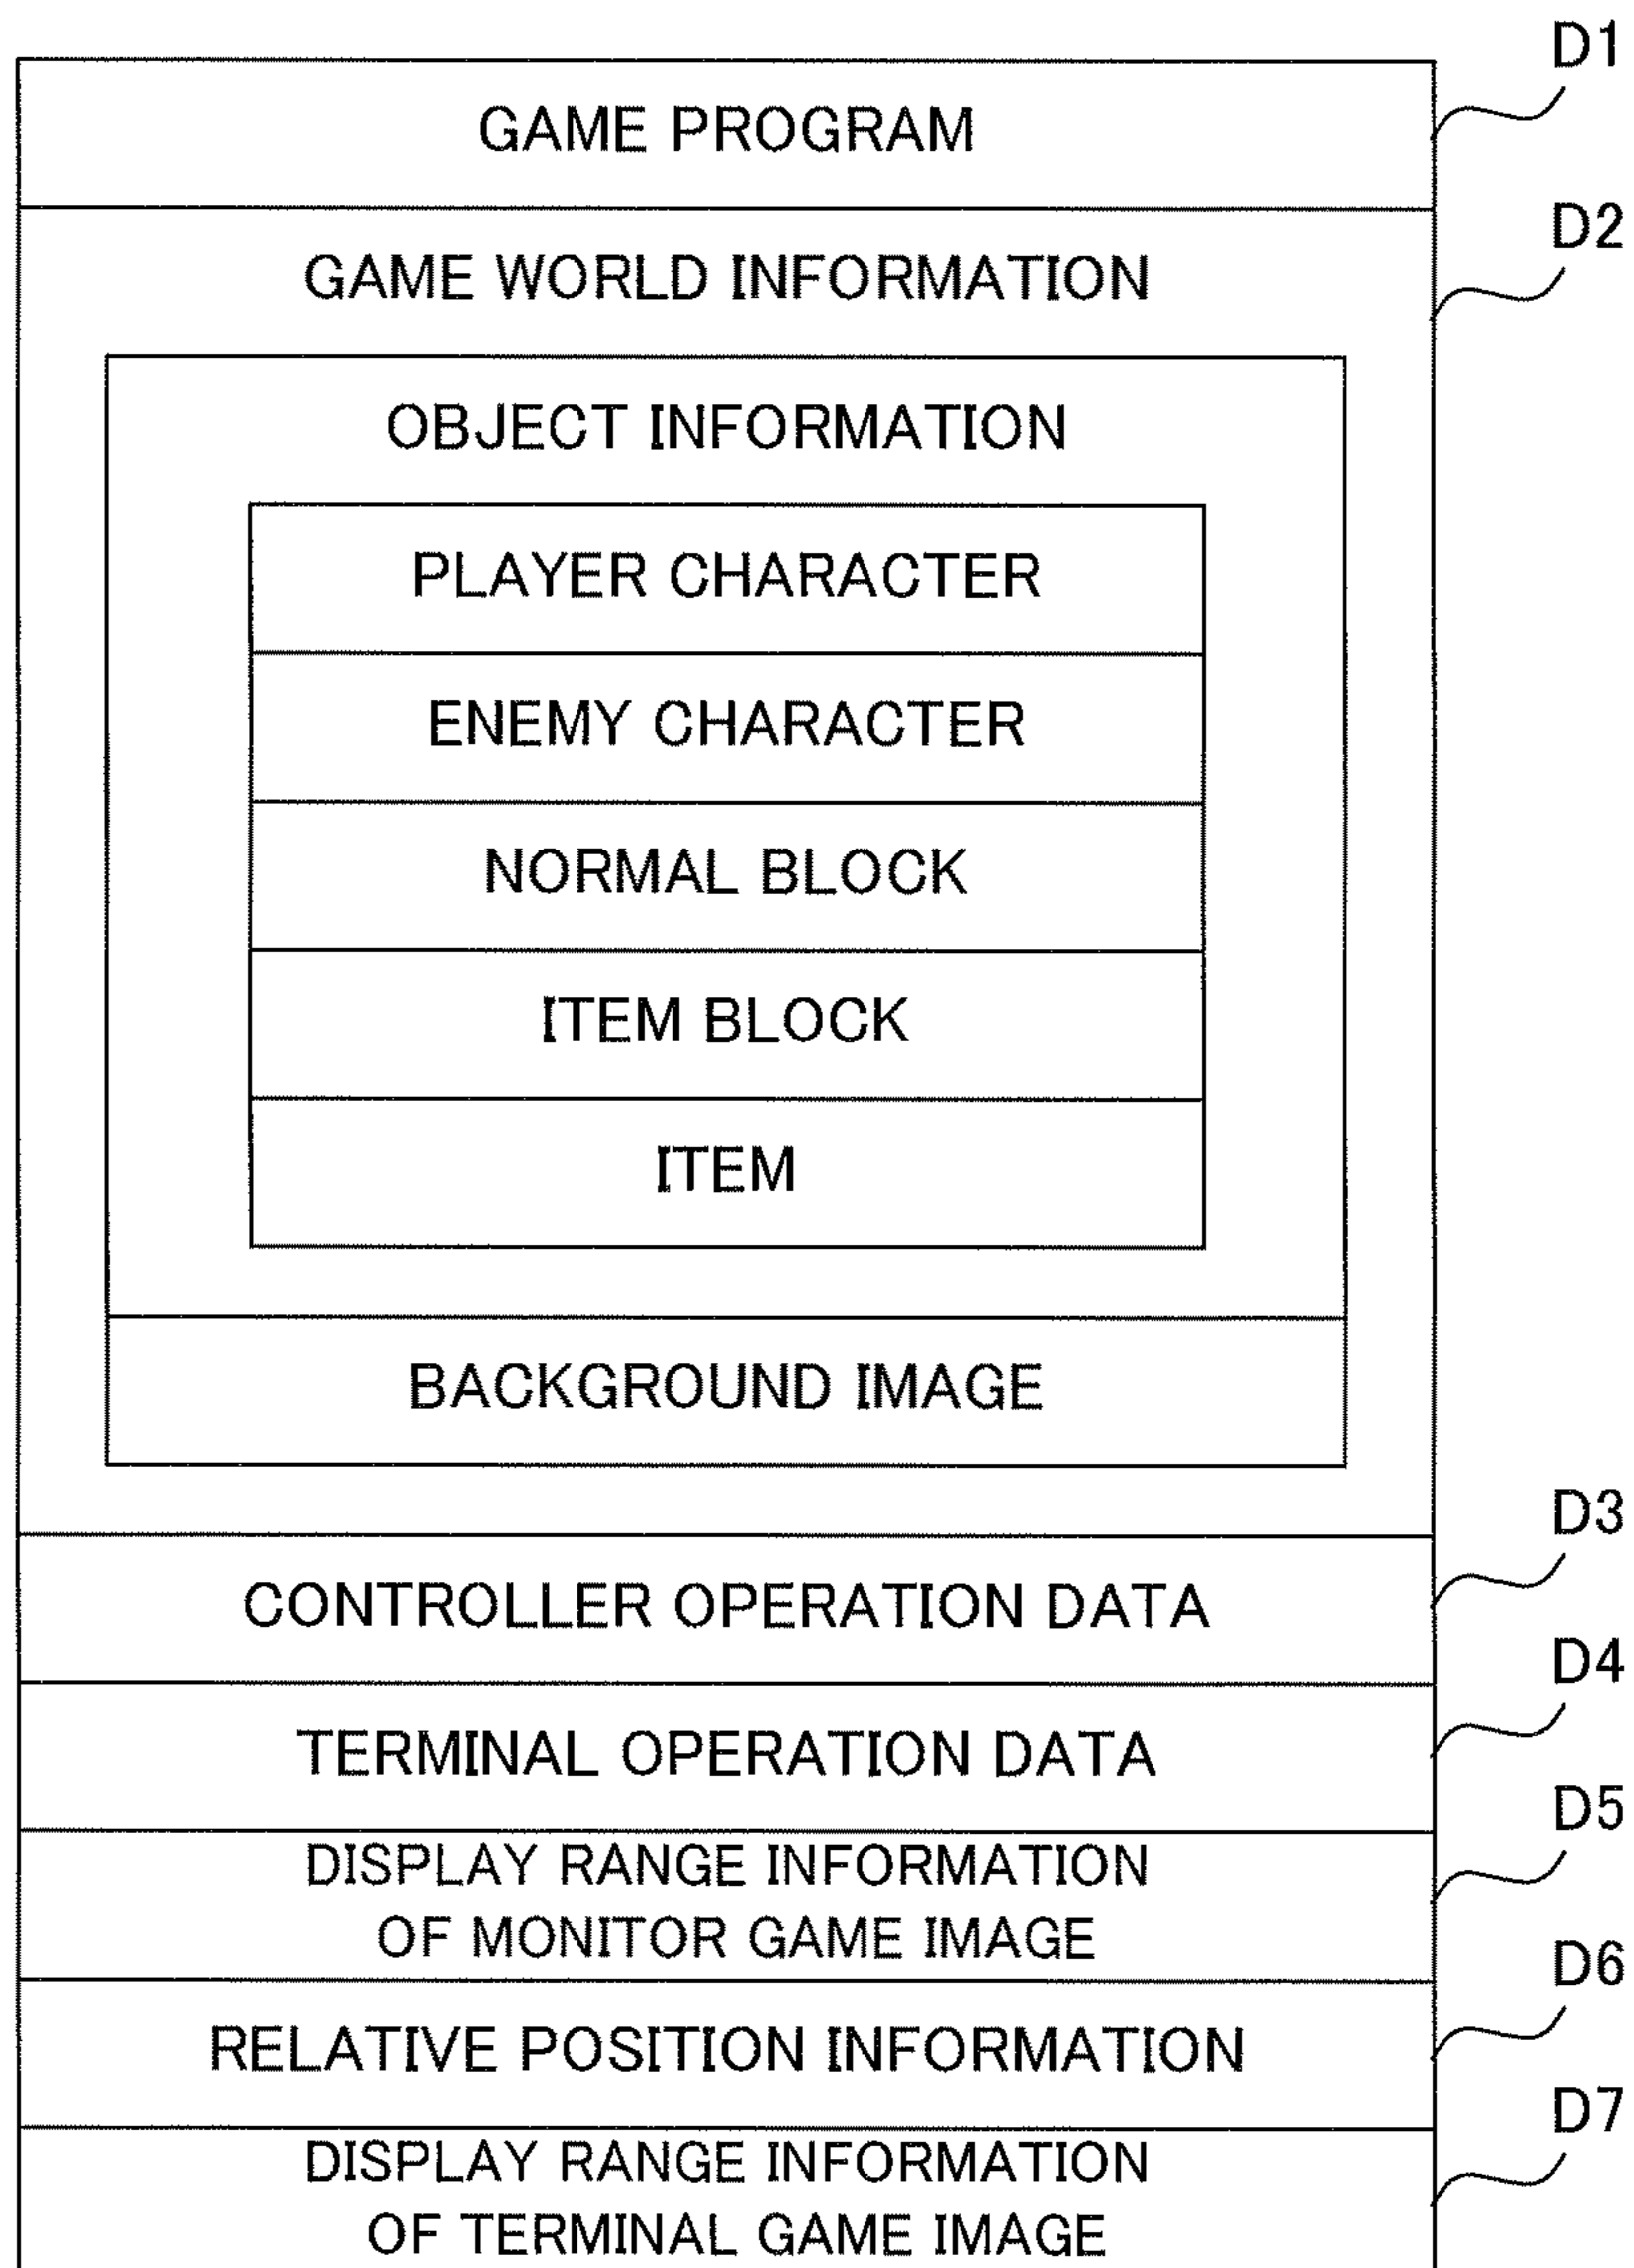 D1
GAME PROGRAM
D2
GAME WORLD INFORMATION
OBJECT INFORMATION
PLAYER CHARACTER
ENEMY CHARACTER
NORMAL BLOCK
ITEM BLOCK
ITEM
BACKGROUND IMAGE
D3
CONTROLLER OPERATION DATA
D4
TERMINAL OPERATION DATA
D5
DISPLAY RANGE INFORMATION
OF MONITOR GAME IMAGE
D6
RELATIVE POSITION INFORMATION
D7
DISPLAY RANGE INFORMATION
OF TERMINAL GAME IMAGE